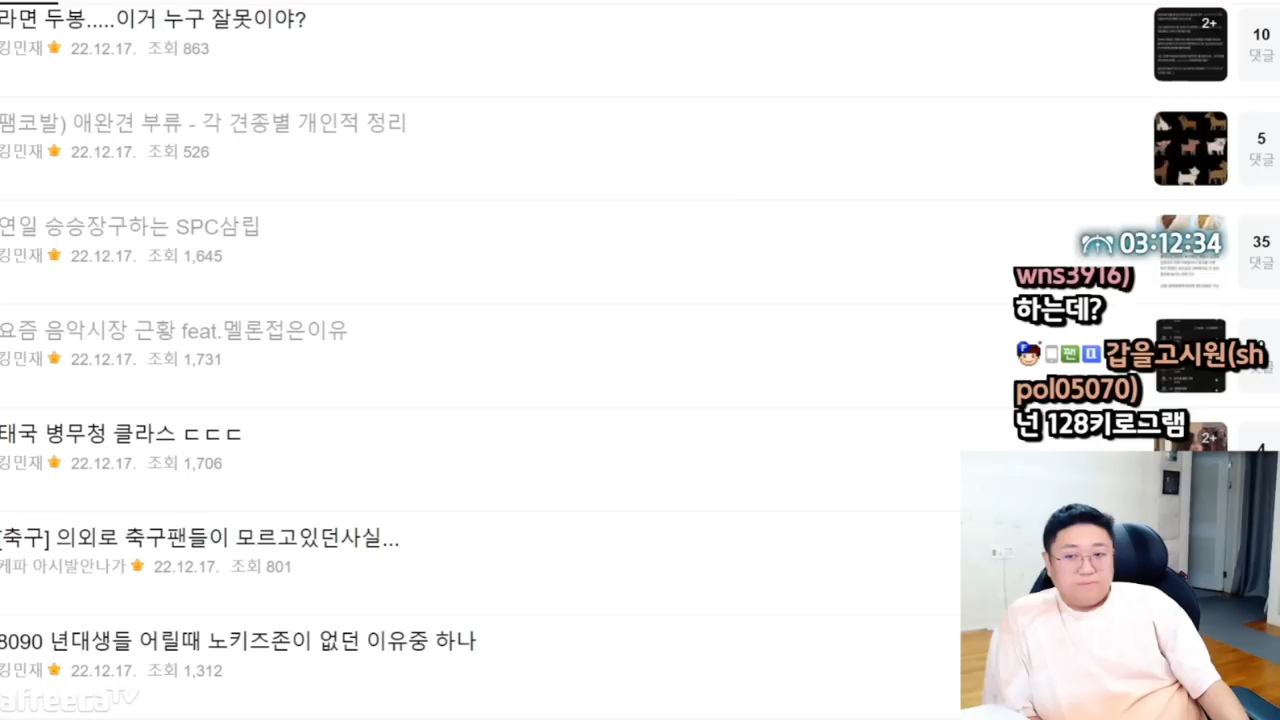 라면 두봉.....이거 누구 잘못이야?
킹민재 22.12.17. 조회 863
2+
10
댓글
팸코발) 애완견 부류 - 각 견종별 개인적 정리
킹민재 22.12.17. 조회 526
5
댓글
연일 승승장구하는 SPC삼립
킹민재 22.12.17. 조회 1,645
03:12:34
35
댓글
wns3916)
하는데?
요즘 음악시장 근황 feat.멜론접은이유
킹민재 22.12.17. 조회 1,731
갑을고시원(sh
pol05070)
넌 128키로그램
태국 병무청 클라스 ㄷㄷㄷ
킹민재 22.12.17. 조회 1,706
2+
4
[축구] 의외로 축구팬들이 모르고있던사실...
케파 아시발안나가 22.12.17. 조회 801
8090 년대생들 어릴때 노키즈존이 없던 이유중 하나
킹민재 22.12.17. 조회 1,312
afreecaTV